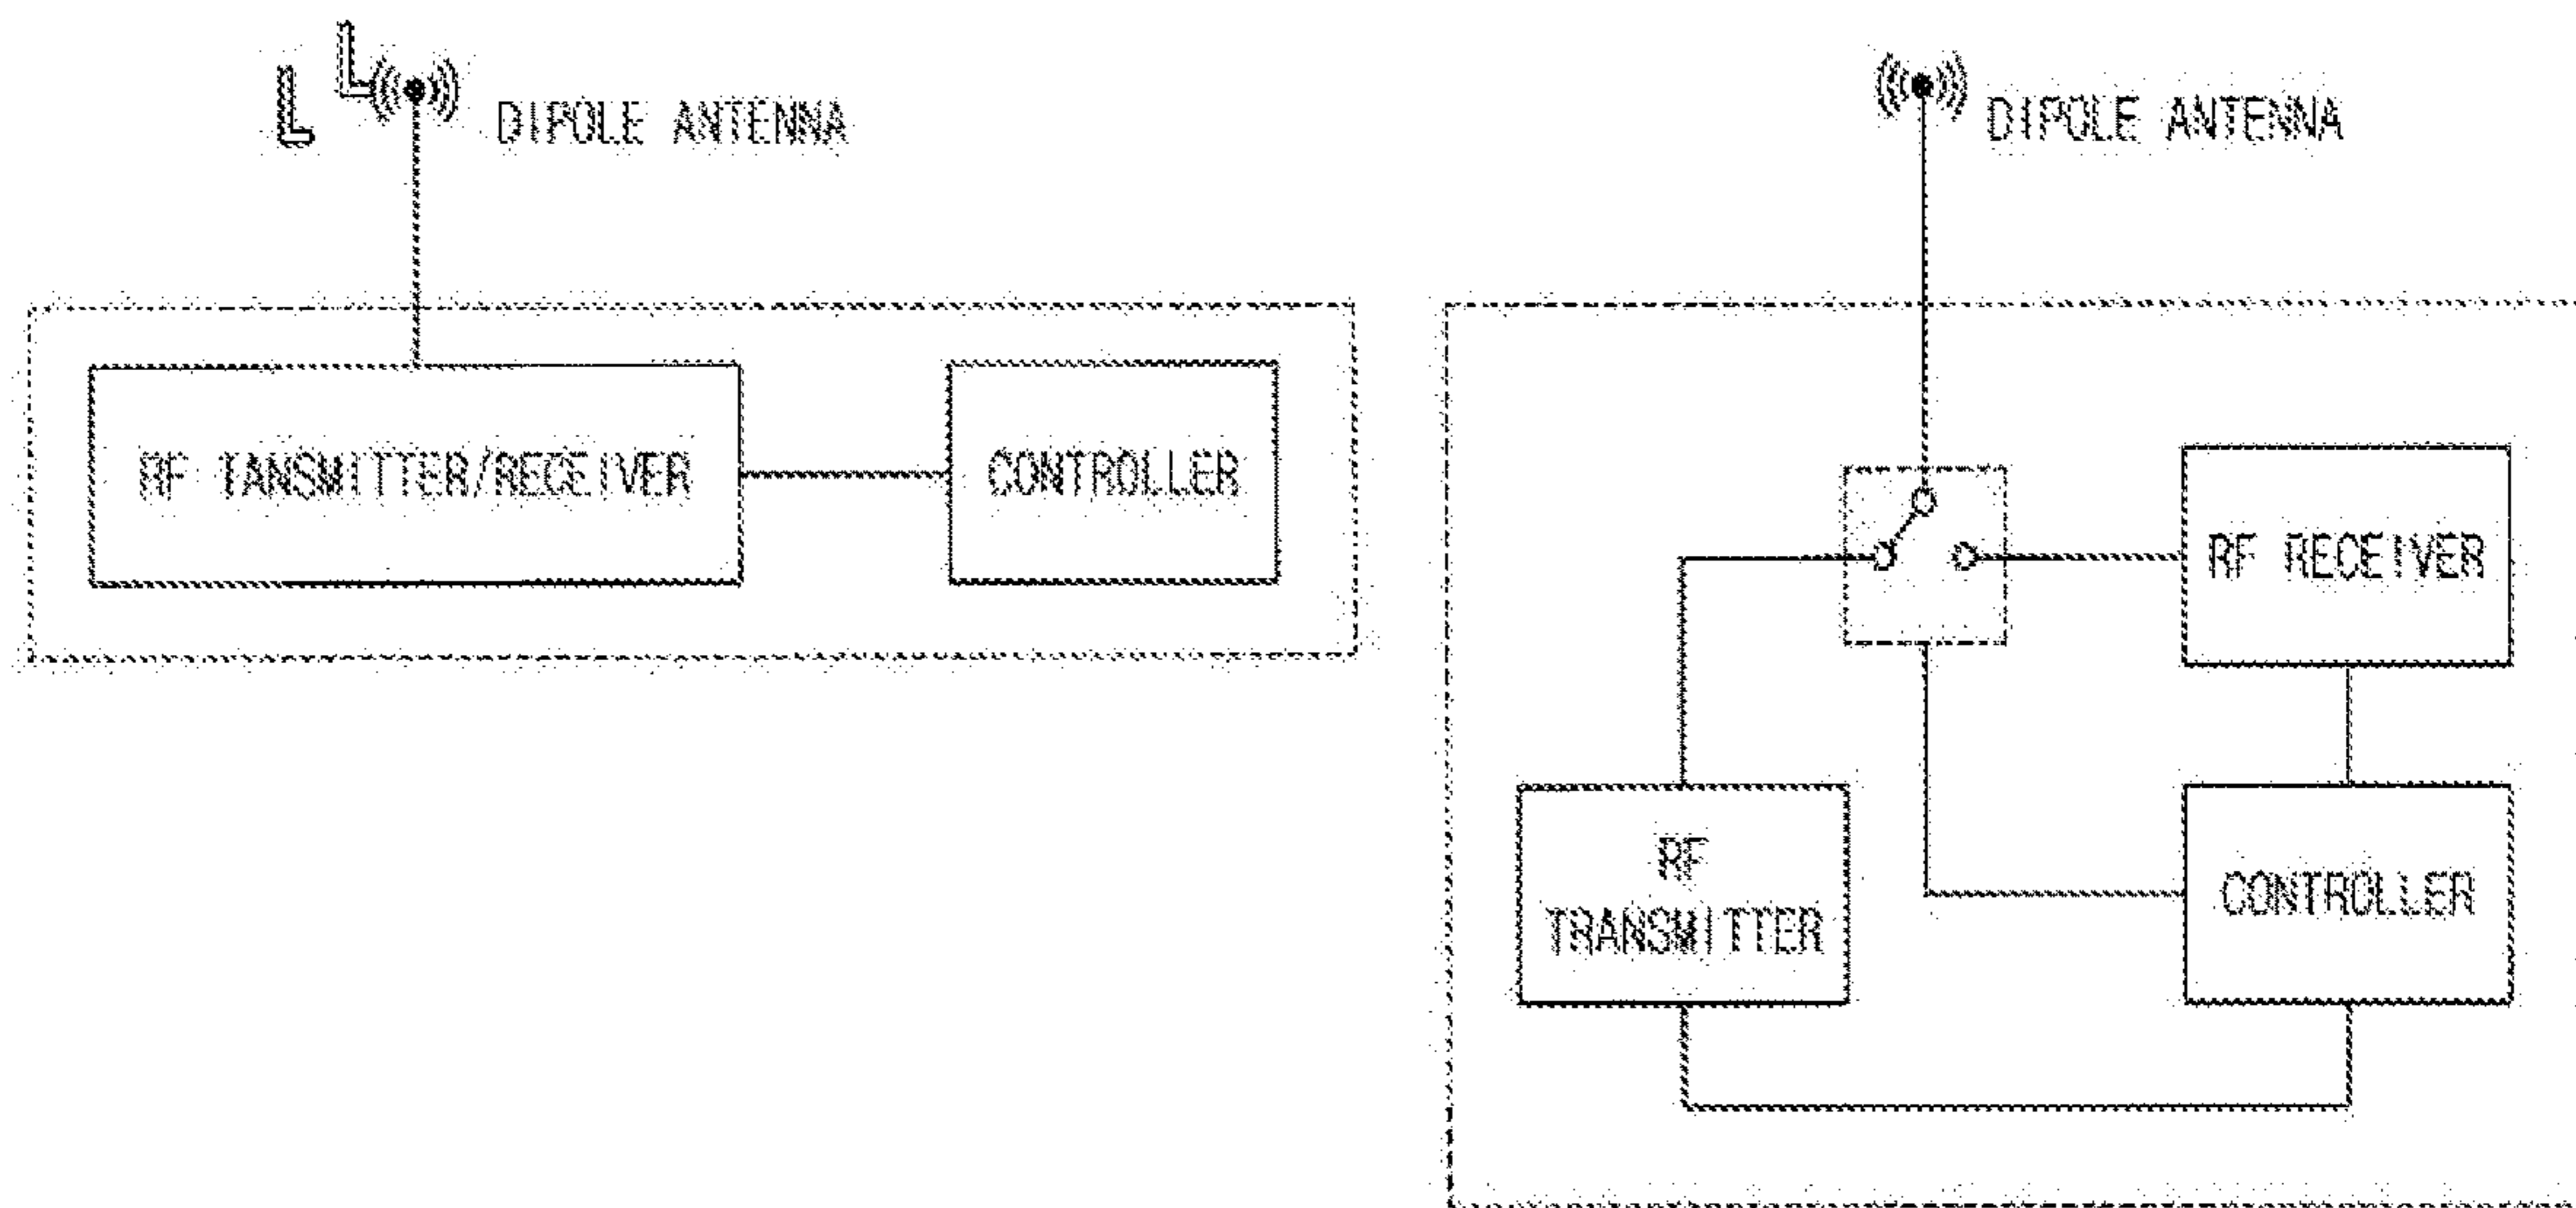 L
L
DIPOLE ANTENNA
RF TANSMITTER/RECEIVER
CONTROLLER
DIPOLE ANTENNA
RF RECEIVER
RF
TRANSMITTER
CONTROLLER